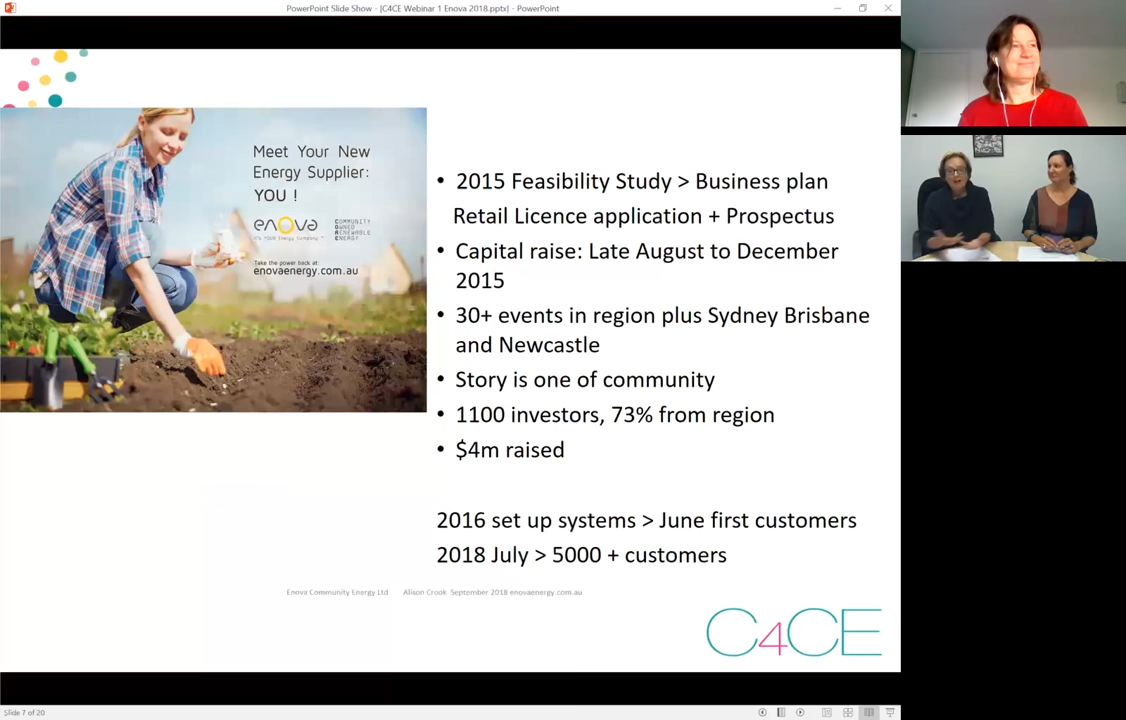 PowerPoint Slide Show - [C4CE Webinar 1 Enova 2018.pptx] - PowerPoint
Meet Your New
Energy Supplier:
YOU !
enova
IT'S YOUR Energy Company
COMMUNITY
OWNED
RENEWABLE
ENERGY
Take the power back at:
enovaenergy.com.au
• 2015 Feasibility Study > Business plan
Retail Licence application + Prospectus
• Capital raise: Late August to December
2015
• 30+ events in region plus Sydney Brisbane
and Newcastle
• Story is one of community
• 1100 investors, 73% from region
• $4m raised
2016 set up systems > June first customers
2018 July > 5000 + customers
Enova Community Energy Ltd Alison Crook September 2018 enovaenergy.com.au
C4CE
Slide 7 of 20